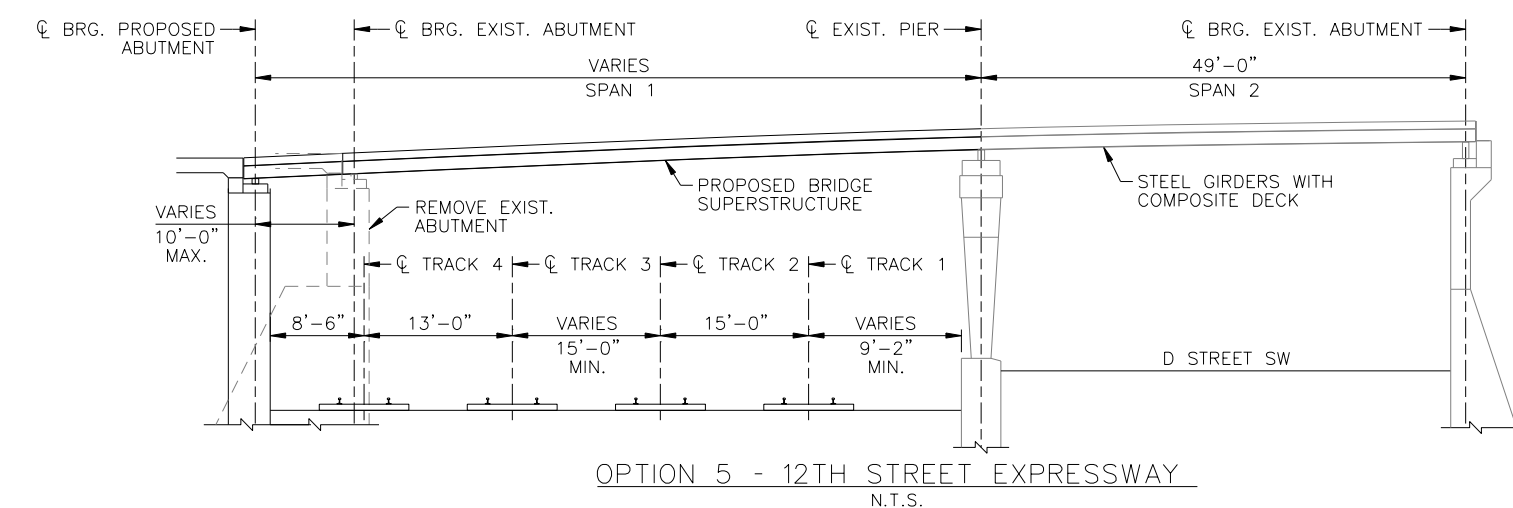 ℄ BRG. PROPOSED
ABUTMENT
℄ BRG. EXIST. ABUTMENT
℄ EXIST. PIER
℄ BRG. EXIST. ABUTMENT
VARIES
SPAN 1
49'-0"
SPAN 2
PROPOSED BRIDGE
SUPERSTRUCTURE
STEEL GIRDERS WITH
COMPOSITE DECK
VARIES
10'-0"
MAX.
REMOVE EXIST.
ABUTMENT
℄ TRACK 4
℄ TRACK 3
℄ TRACK 2
℄ TRACK 1
8'-6"
13'-0"
VARIES
15'-0"
MIN.
15'-0"
VARIES
9'-2"
MIN.
D STREET SW
OPTION 5 - 12TH STREET EXPRESSWAY
N.T.S.